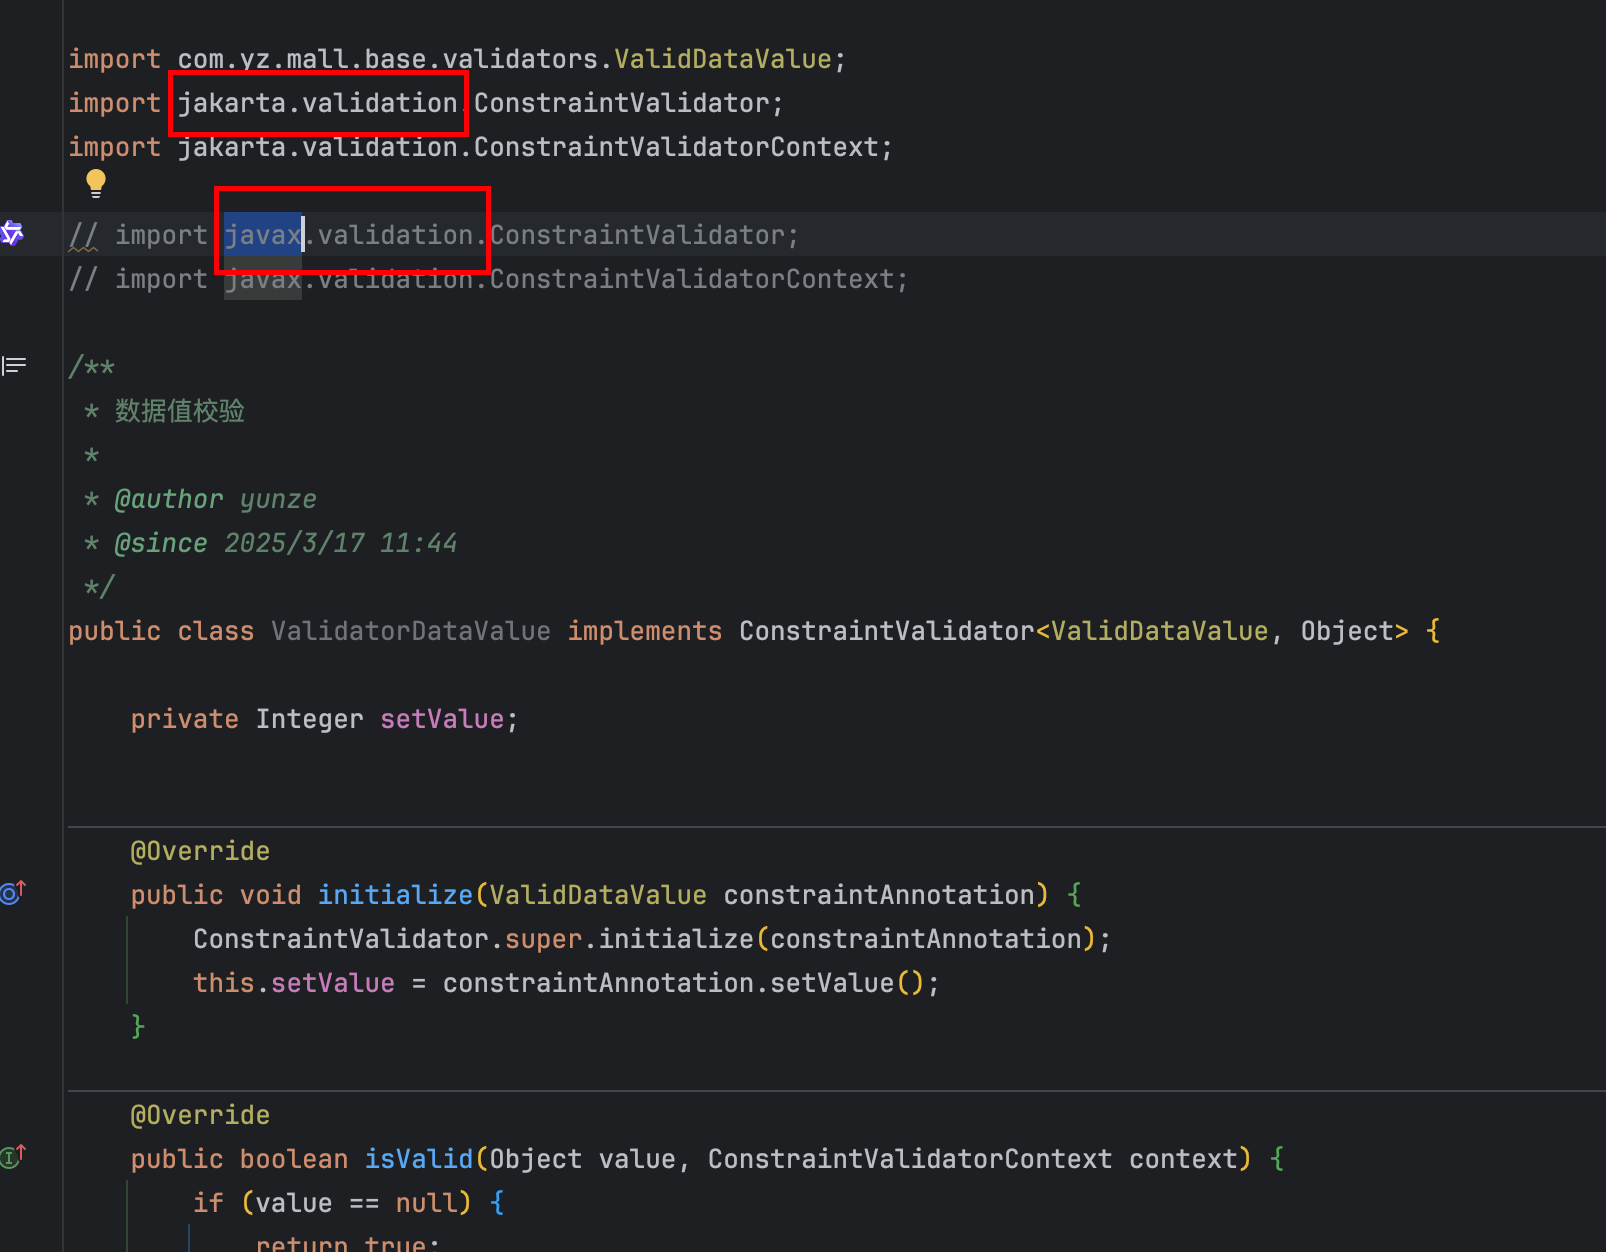 import com.yz.mall.base.validators.ValidDataValue;
import jakarta.validation.ConstraintValidator;
import jakarta.validation.ConstraintValidatorContext;
// import javax.validation.ConstraintValidator;
// import javax.validation.ConstraintValidatorContext;
/**
* 数据值校验
*
* @author yunze
* @since 2025/3/17 11:44
*/
public class ValidatorDataValue implements ConstraintValidator<ValidDataValue, Object> {
private Integer setValue;
@Override
public void initialize(ValidDataValue constraintAnnotation) {
ConstraintValidator.super.initialize(constraintAnnotation);
this.setValue = constraintAnnotation.setValue();
}
@Override
public boolean isValid(Object value, ConstraintValidatorContext context) {
if (value == null) {
return true;